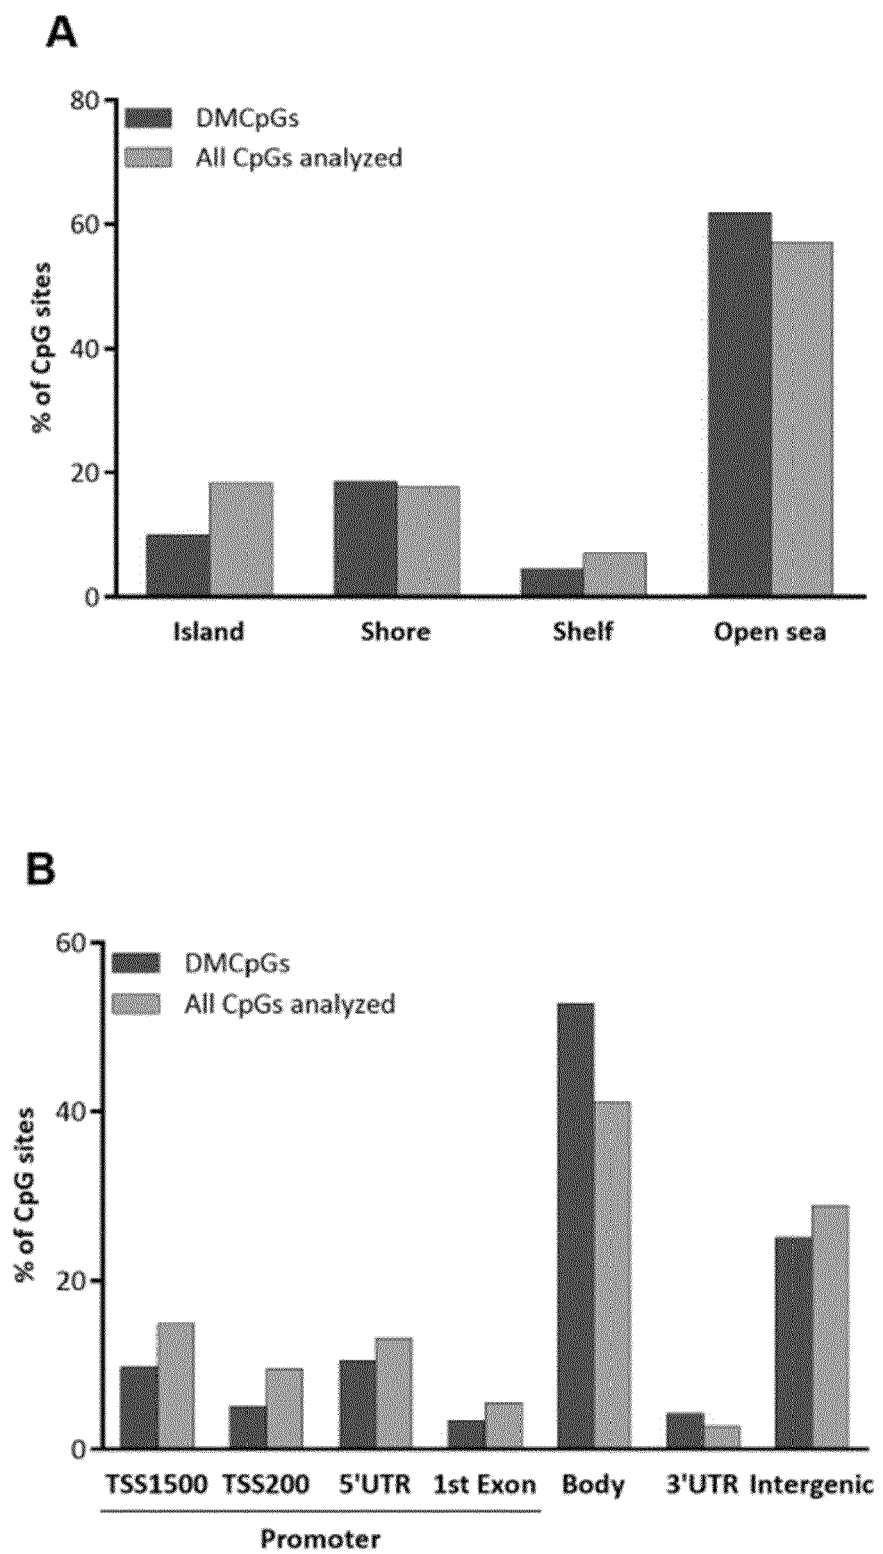 A
80
DMCpGs
All CpGs analyzed
60
40
20
0
% of CpG sites
Island Shore Shelf Open sea
B
60
DMCpGs
All CpGs analyzed
40
20
0
% of CpG sites
TSS1500 TSS200 5'UTR 1st Exon Body 3'UTR Intergenic
Promoter